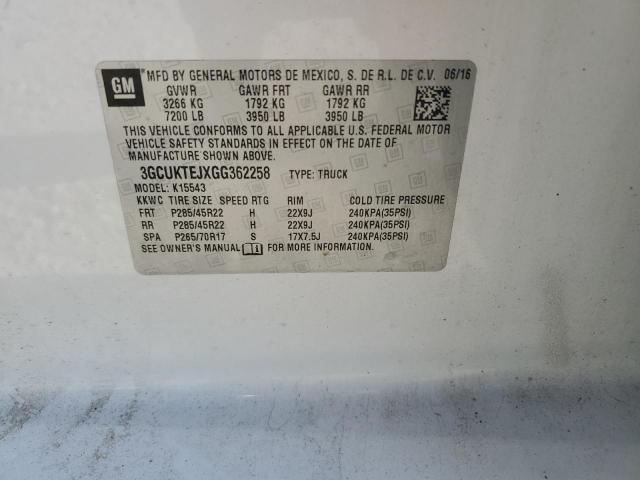 GM MFD BY GENERAL MOTORS DE MEXICO, S. DE R.L. DE C.V. 06/16
GVWR GAWR FRT GAWR RR
3266 KG 1792 KG 1792 KG
7200 LB 3950 LB 3950 LB
THIS VEHICLE CONFORMS TO ALL APPLICABLE U.S. FEDERAL MOTOR
VEHICLE SAFETY STANDARDS IN EFFECT ON THE DATE OF
MANUFACTURE SHOWN ABOVE.
3GCUKTEJXGG362258 TYPE: TRUCK
MODEL: K15543
KKWC TIRE SIZE SPEED RTG RIM COLD TIRE PRESSURE
FRT P285/45R22 H 22X9J 240KPA(35PSI)
RR P285/45R22 H 22X9J 240KPA(35PSI)
SPA P265/70R17 S 17X7.5J 240KPA(35PSI)
SEE OWNER'S MANUAL FOR MORE INFORMATION.